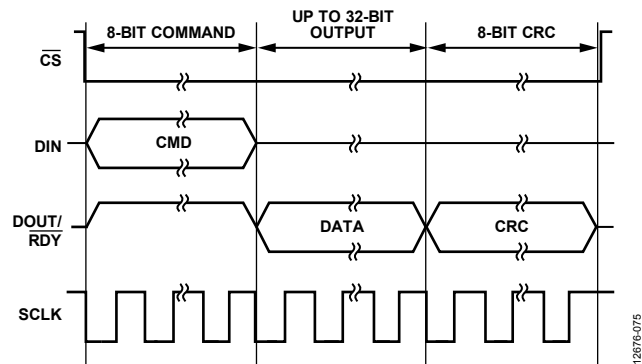 8-BIT COMMAND
UP TO 32-BIT
OUTPUT
8-BIT CRC
CS
DIN
CMD
DOUT/
RDY
DATA
CRC
SCLK
12676-075